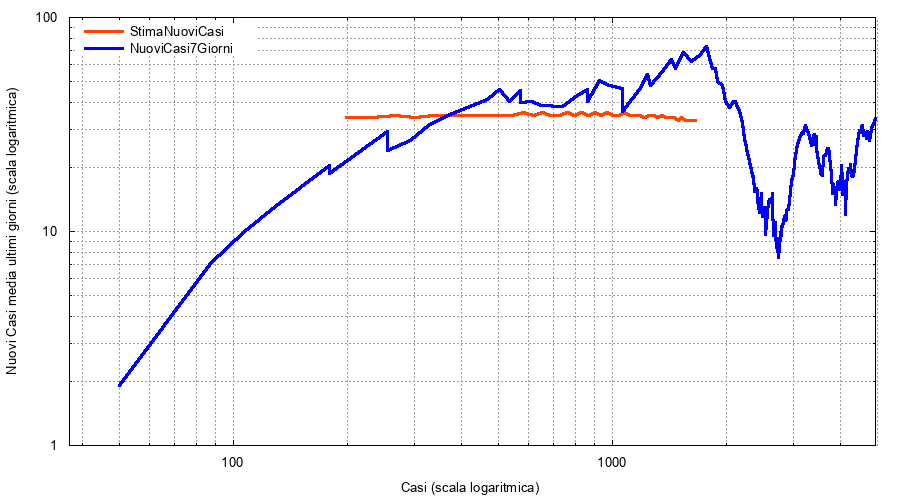 100
StimaNuoviCasi
NuoviCasi7Giorni
Nuovi Casi media ultimi giorni (scala logaritmica)
10
1
100
1000
Casi (scala logaritmica)